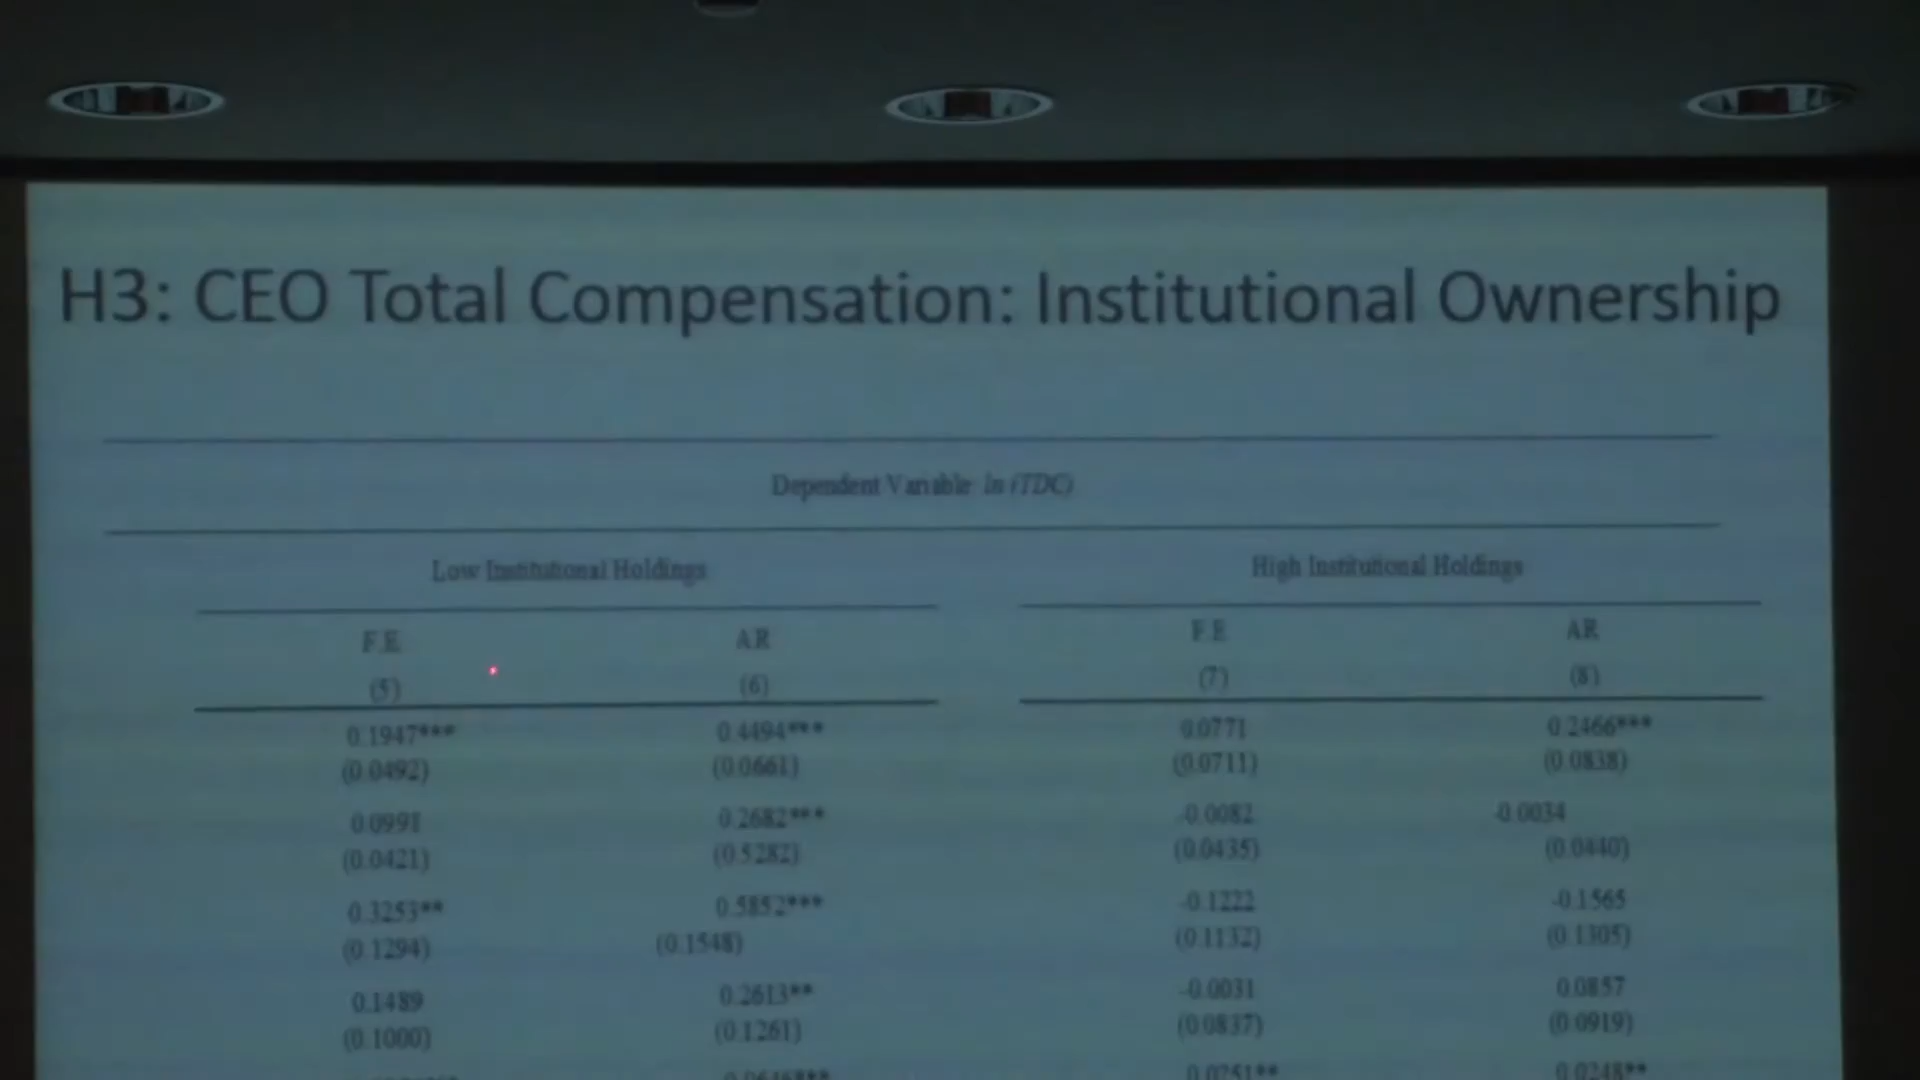 H3: CEO Total Compensation: Institutional Ownership
Dependent Variable ln (TDC)
Low Institutional Holdings High Institutional Holdings
F.E. A.R F.E A.R
(5) (6) (7) (8)
0.1947*** 0.4494*** 0.0771 0.2466***
(0.0492) (0.0661) (0.0711) (0.0838)
0.0991 0.2682*** -0.0082 -0.0034
(0.0421) (0.5282) (0.0435) (0.0440)
0.3253** 0.5852*** -0.1222 -0.1565
(0.1294) (0.1548) (0.1132) (0.1305)
0.1489 0.2613** -0.0031 0.0857
(0.1000) (0.1261) (0.0837) (0.0919)
0.0251** 0.0248**